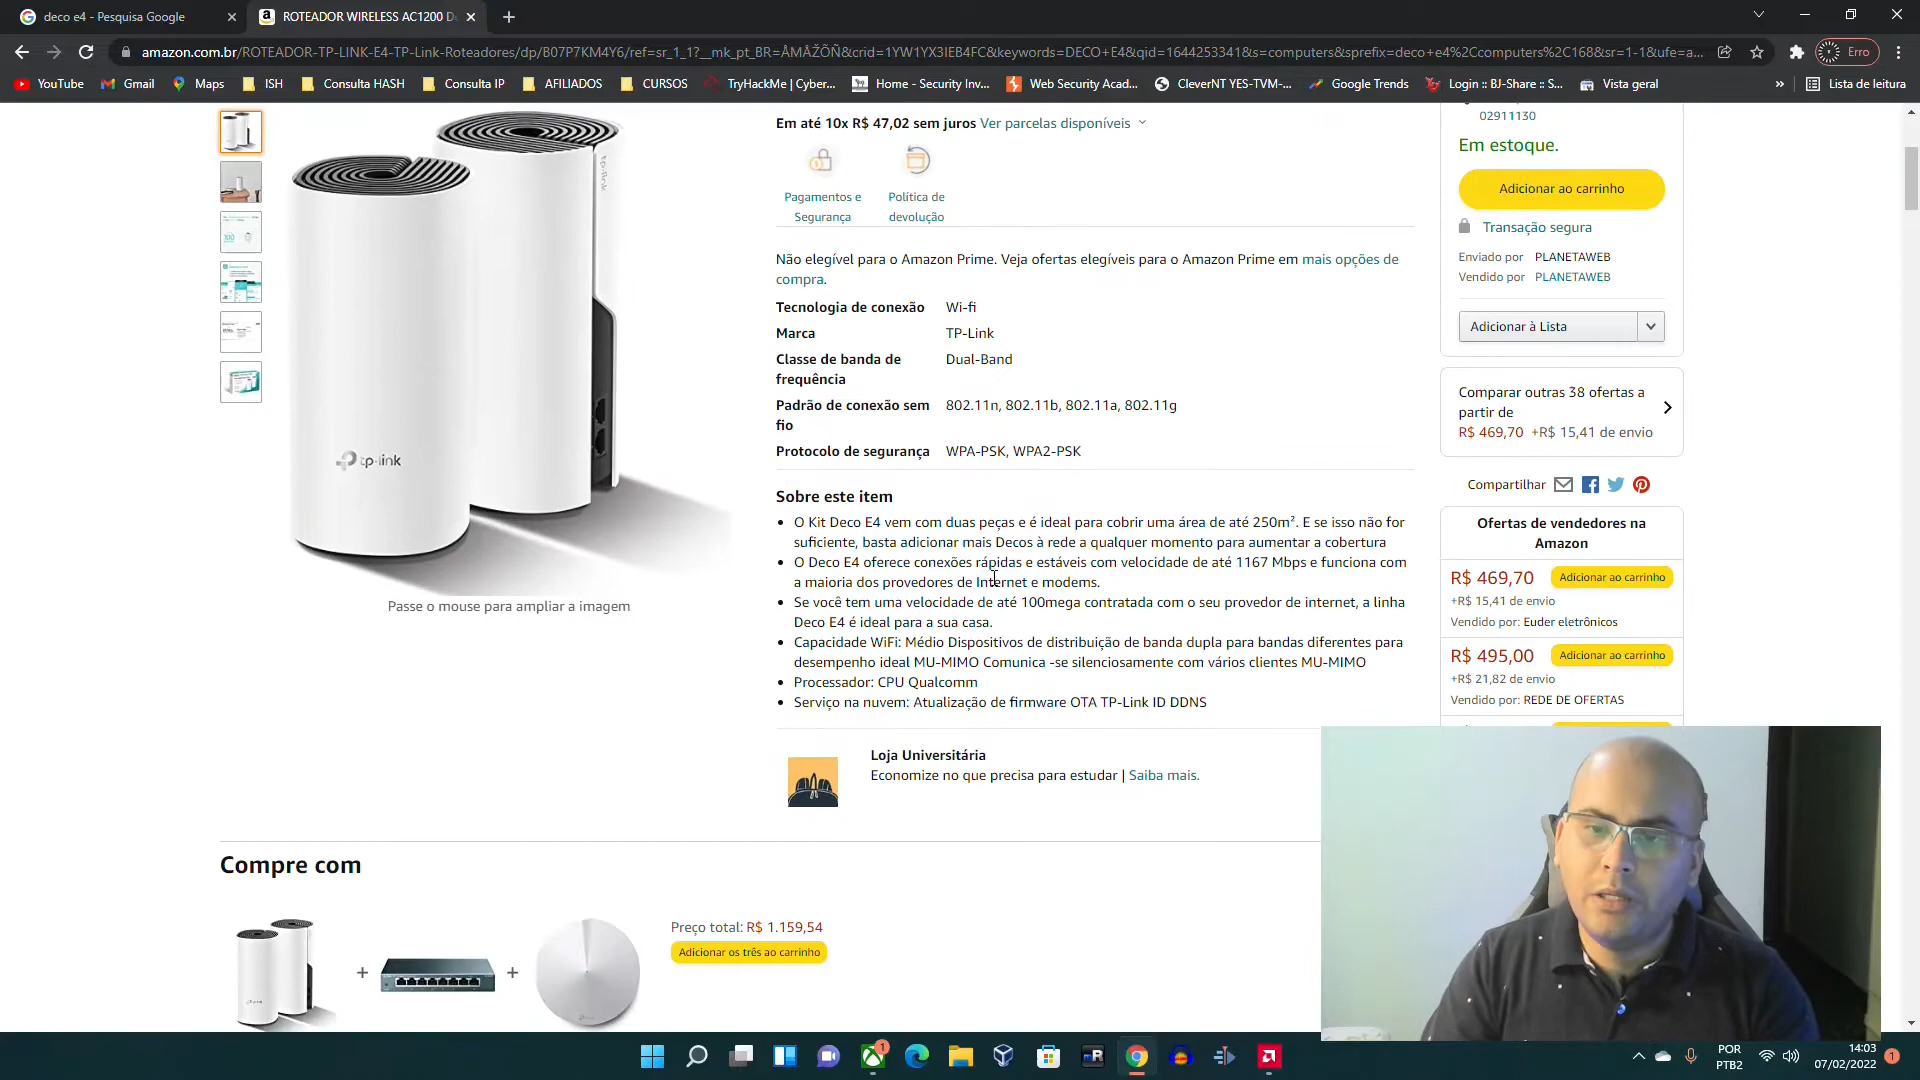 deco e4 - Pesquisa Google
ROTEADOR WIRELESS AC1200 D
amazon.com.br/ROTEADOR-TP-LINK-E4-TP-Link-Roteadores/dp/B07P7KM4Y6/ref=sr_1_1?__mk_pt_BR=ÅMÅŽÕÑ&crid=1YW1YX3IEB4FC&keywords=DECO+E4&qid=1644253341&s=computers&sprefix=deco+e4%2Ccomputers%2C168&sr=1-1&ufe=a...
Erro
YouTube
Gmail
Maps
ISH
Consulta HASH
Consulta IP
AFILIADOS
CURSOS
TryHackMe | Cyber...
Home - Security Inv...
Web Security Acad...
CleverNT YES-TVM-...
Google Trends
Login :: BJ-Share :: S...
Vista geral
»
Lista de leitura
tp-link
tp-link
Passe o mouse para ampliar a imagem
Em até 10x R$ 47,02 sem juros Ver parcelas disponíveis
Pagamentos e
Segurança
Política de
devolução
Não elegível para o Amazon Prime. Veja ofertas elegíveis para o Amazon Prime em mais opções de
compra.
Tecnologia de conexão Wi-fi
Marca TP-Link
Classe de banda de Dual-Band
frequência
Padrão de conexão sem 802.11n, 802.11b, 802.11a, 802.11g
fio
Protocolo de segurança WPA-PSK, WPA2-PSK
Sobre este item
• O Kit Deco E4 vem com duas peças e é ideal para cobrir uma área de até 250m². E se isso não for
suficiente, basta adicionar mais Decos à rede a qualquer momento para aumentar a cobertura
• O Deco E4 oferece conexões rápidas e estáveis com velocidade de até 1167 Mbps e funciona com
a maioria dos provedores de Internet e modems.
• Se você tem uma velocidade de até 100mega contratada com o seu provedor de internet, a linha
Deco E4 é ideal para a sua casa.
• Capacidade WiFi: Médio Dispositivos de distribuição de banda dupla para bandas diferentes para
desempenho ideal MU-MIMO Comunica -se silenciosamente com vários clientes MU-MIMO
• Processador: CPU Qualcomm
• Serviço na nuvem: Atualização de firmware OTA TP-Link ID DDNS
Loja Universitária
Economize no que precisa para estudar | Saiba mais.
02911130
Em estoque.
Adicionar ao carrinho
Transação segura
Enviado por PLANETAWEB
Vendido por PLANETAWEB
Adicionar à Lista
Comparar outras 38 ofertas a
partir de
R$ 469,70 +R$ 15,41 de envio
Compartilhar
Ofertas de vendedores na
Amazon
R$ 469,70 Adicionar ao carrinho
+R$ 15,41 de envio
Vendido por: Euder eletrônicos
R$ 495,00 Adicionar ao carrinho
+R$ 21,82 de envio
Vendido por: REDE DE OFERTAS
Compre com
+
+
Preço total: R$ 1.159,54
Adicionar os três ao carrinho
1
POR
PTB2
14:03
07/02/2022
1